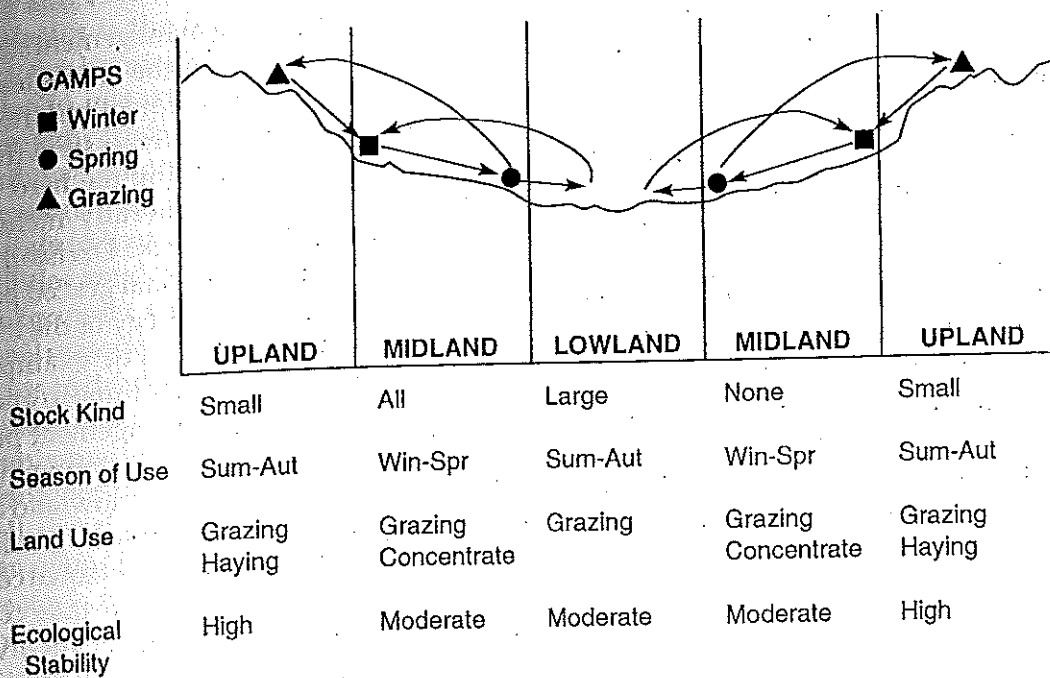 CAMPS
Winter
Spring
Grazing
UPLAND MIDLAND LOWLAND MIDLAND UPLAND
Stock Kind Small All Large None Small
Season of Use Sum-Aut Win-Spr Sum-Aut Win-Spr Sum-Aut
Land Use Grazing Grazing Grazing Grazing Grazing
Haying Concentrate Concentrate Haying
Ecological High Moderate Moderate Moderate High
Stability